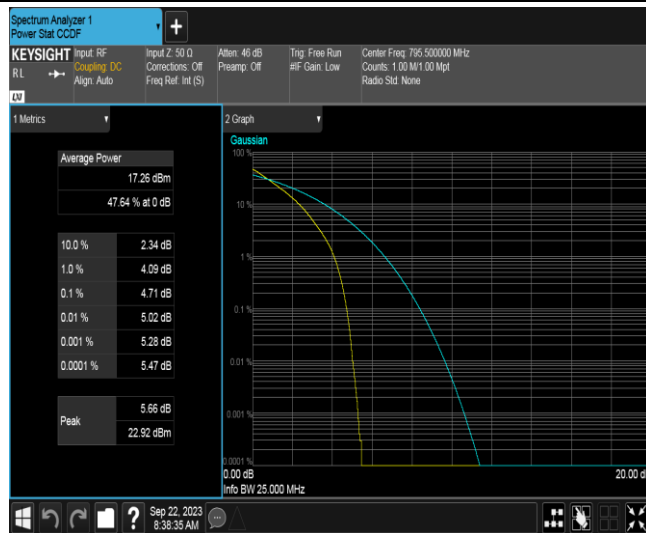 Spectrum Analyzer 1
Power Stat CCDF
+
KEYSIGHT
RL
Input: RF
Coupling: DC
Align: Auto
Input Z: 50 Ω
Corrections: Off
Freq Ref: Int (S)
Atten: 46 dB
Preamp: Off
Trig: Free Run
#IF Gain: Low
Center Freq: 795.500000 MHz
Counts: 1.00 M/1.00 Mpt
Radio Std: None
1 Metrics
Average Power
17.26 dBm
47.64 % at 0 dB
10.0 % 2.34 dB
1.0 % 4.09 dB
0.1 % 4.71 dB
0.01 % 5.02 dB
0.001 % 5.28 dB
0.0001 % 5.47 dB
Peak
5.66 dB
22.92 dBm
2 Graph
Gaussian
100 %
10 %
1 %
0.1 %
0.01 %
0.001 %
0.0001 %
0.00 dB 20.00 d
Info BW 25.000 MHz
?
Sep 22, 2023
8:38:35 AM